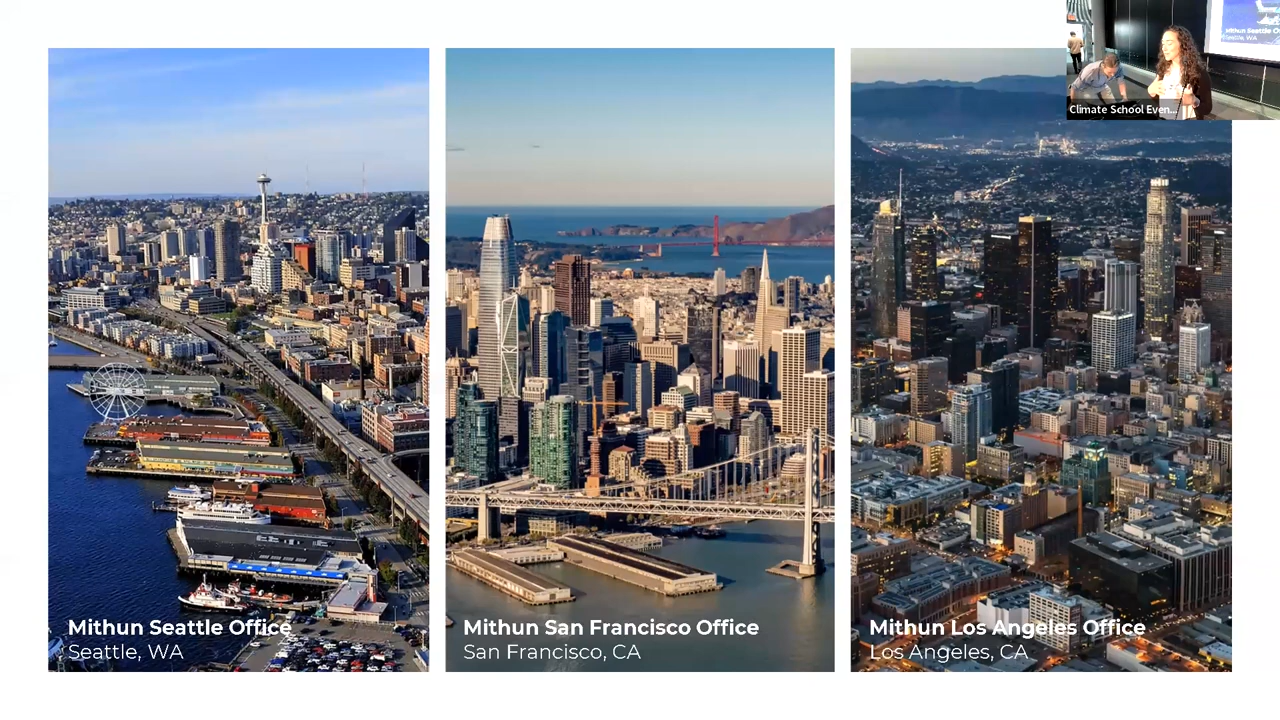 Climate School Even...
Mithun Seattle Office
Seattle, WA
Mithun San Francisco Office
San Francisco, CA
Mithun Los Angeles Office
Los Angeles, CA